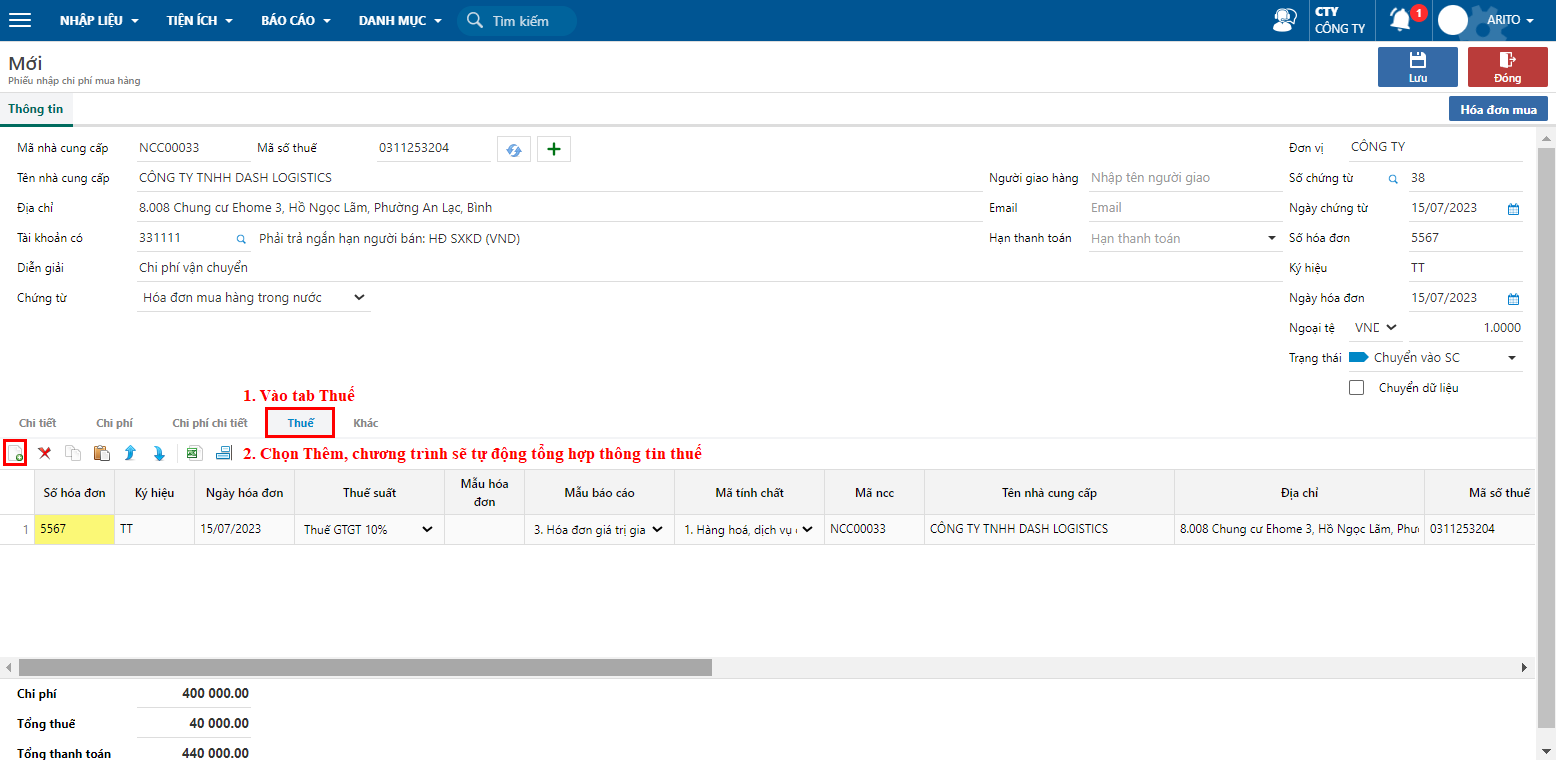 NHẬP LIỆU TIỆN ÍCH BÁO CÁO DANH MỤC Tìm kiếm CTY CÔNG TY 1 ARITO
Mới
Phiếu nhập chi phí mua hàng
Lưu Đóng
Thông tin Hóa đơn mua
Mã nhà cung cấp NCC00033 Mã số thuế 0311253204 Đơn vị CÔNG TY
Tên nhà cung cấp CÔNG TY TNHH DASH LOGISTICS Người giao hàng Nhập tên người giao Số chứng từ 38
Địa chỉ 8.008 Chung cư Ehome 3, Hồ Ngọc Lãm, Phường An Lạc, Bình Email Email Ngày chứng từ 15/07/2023
Tài khoản có 331111 Phải trả ngắn hạn người bán: HĐ SXKD (VND) Hạn thanh toán Hạn thanh toán Số hóa đơn 5567
Diễn giải Chi phí vận chuyển Ký hiệu TT
Chứng từ Hóa đơn mua hàng trong nước Ngày hóa đơn 15/07/2023
Ngoại tệ VND 1.0000
Trạng thái Chuyển vào SC
Chuyển dữ liệu
1. Vào tab Thuế
Chi tiết Chi phí Chi phí chi tiết Thuế Khác
2. Chọn Thêm, chương trình sẽ tự động tổng hợp thông tin thuế
Số hóa đơn Ký hiệu Ngày hóa đơn Thuế suất Mẫu hóa đơn Mẫu báo cáo Mã tính chất Mã ncc Tên nhà cung cấp Địa chỉ Mã số thuế
1 5567 TT 15/07/2023 Thuế GTGT 10% 3. Hóa đơn giá trị gia 1. Hàng hoá, dịch vụ NCC00033 CÔNG TY TNHH DASH LOGISTICS 8.008 Chung cư Ehome 3, Hồ Ngọc Lãm, Phư 0311253204
Chi phí 400 000.00
Tổng thuế 40 000.00
Tổng thanh toán 440 000.00